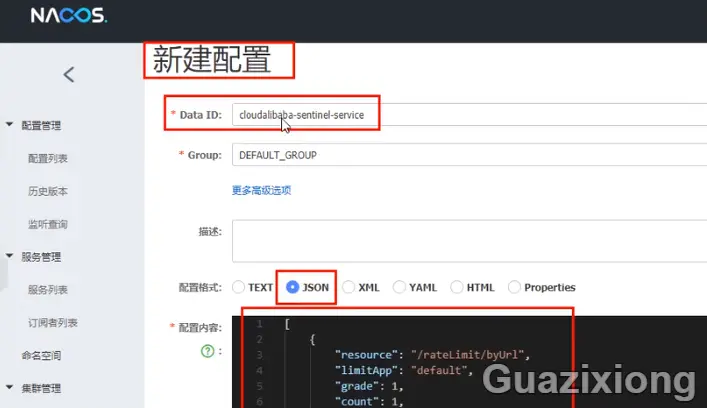 NACOS.
新建配置
配置管理
配置列表
历史版本
监听查询
服务管理
服务列表
订阅者列表
命名空间
集群管理
* Data ID: cloudalibaba-sentinel-service
* Group: DEFAULT_GROUP
更多高级选项
描述:
配置格式: TEXT JSON XML YAML HTML Properties
* 配置内容:
? :
1 [
2 {
3 "resource": "/rateLimit/byUrl",
4 "limitApp": "default",
5 "grade": 1,
6 "count": 1,
Guazixiong